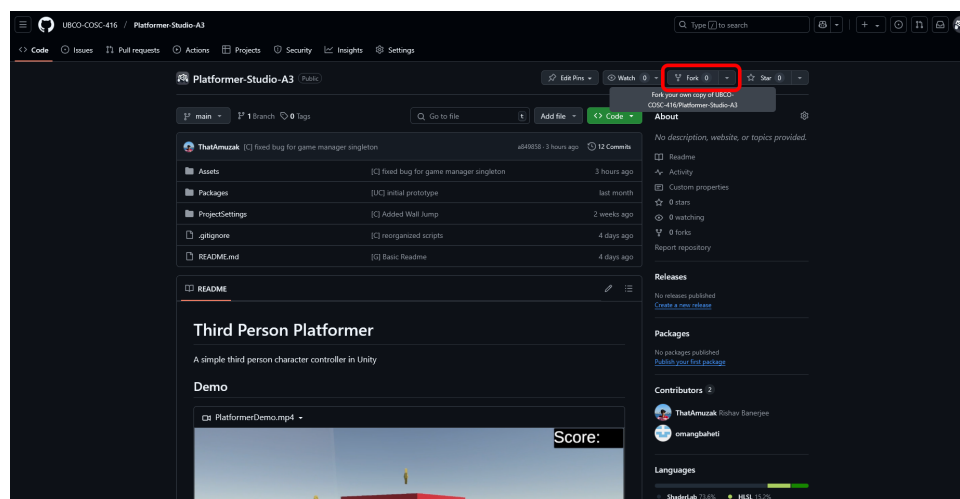 UBCO-COSC-416 / Platformer-Studio-A3
Type / to search
Code Issues Pull requests Actions Projects Security Insights Settings
Platformer-Studio-A3 Public
Edit Pins Watch 0 Fork 0 Star 0
Fork your own copy of UBCO-
COSC-416/Platformer-Studio-A3
main 1 Branch 0 Tags
Go to file t
Add file Code
About
No description, website, or topics provided.
ThatAmuzak [C] fixed bug for game manager singleton a849858 · 3 hours ago 12 Commits
Assets [C] fixed bug for game manager singleton 3 hours ago
Packages [UC] initial prototype last month
ProjectSettings [C] Added Wall Jump 2 weeks ago
.gitignore [C] reorganized scripts 4 days ago
README.md [G] Basic Readme 4 days ago
Readme
Activity
Custom properties
0 stars
0 watching
0 forks
Report repository
README
Third Person Platformer
A simple third person character controller in Unity
Demo
PlatformerDemo.mp4
Score:
Releases
No releases published
Create a new release
Packages
No packages published
Publish your first package
Contributors 2
ThatAmuzak Rishav Banerjee
omangbaheti
Languages
ShaderLab 73.6% HLSL 15.2%